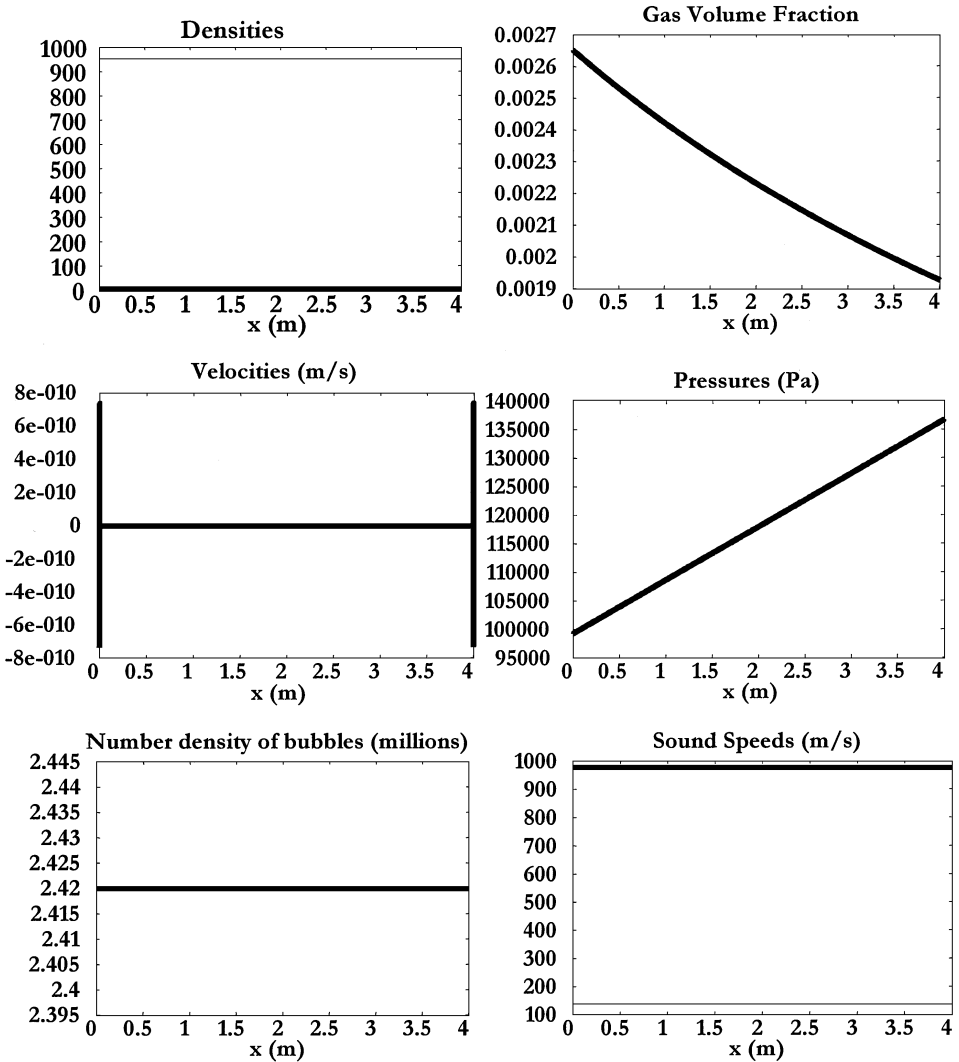 Densities
1000
900
800
700
600
500
400
300
200
100
0
0 0.5 1 1.5 2 2.5 3 3.5 4
x (m)
Gas Volume Fraction
0.0027
0.0026
0.0025
0.0024
0.0023
0.0022
0.0021
0.002
0.0019
0 0.5 1 1.5 2 2.5 3 3.5 4
x (m)
Velocities (m/s)
8e-010
6e-010
4e-010
2e-010
0
-2e-010
-4e-010
-6e-010
-8e-010
0 0.5 1 1.5 2 2.5 3 3.5 4
x (m)
Pressures (Pa)
140000
135000
130000
125000
120000
115000
110000
105000
100000
95000
0 0.5 1 1.5 2 2.5 3 3.5 4
x (m)
Number density of bubbles (millions)
2.445
2.44
2.435
2.43
2.425
2.42
2.415
2.41
2.405
2.4
2.395
0 0.5 1 1.5 2 2.5 3 3.5 4
x (m)
Sound Speeds (m/s)
1000
900
800
700
600
500
400
300
200
100
0 0.5 1 1.5 2 2.5 3 3.5 4
x (m)